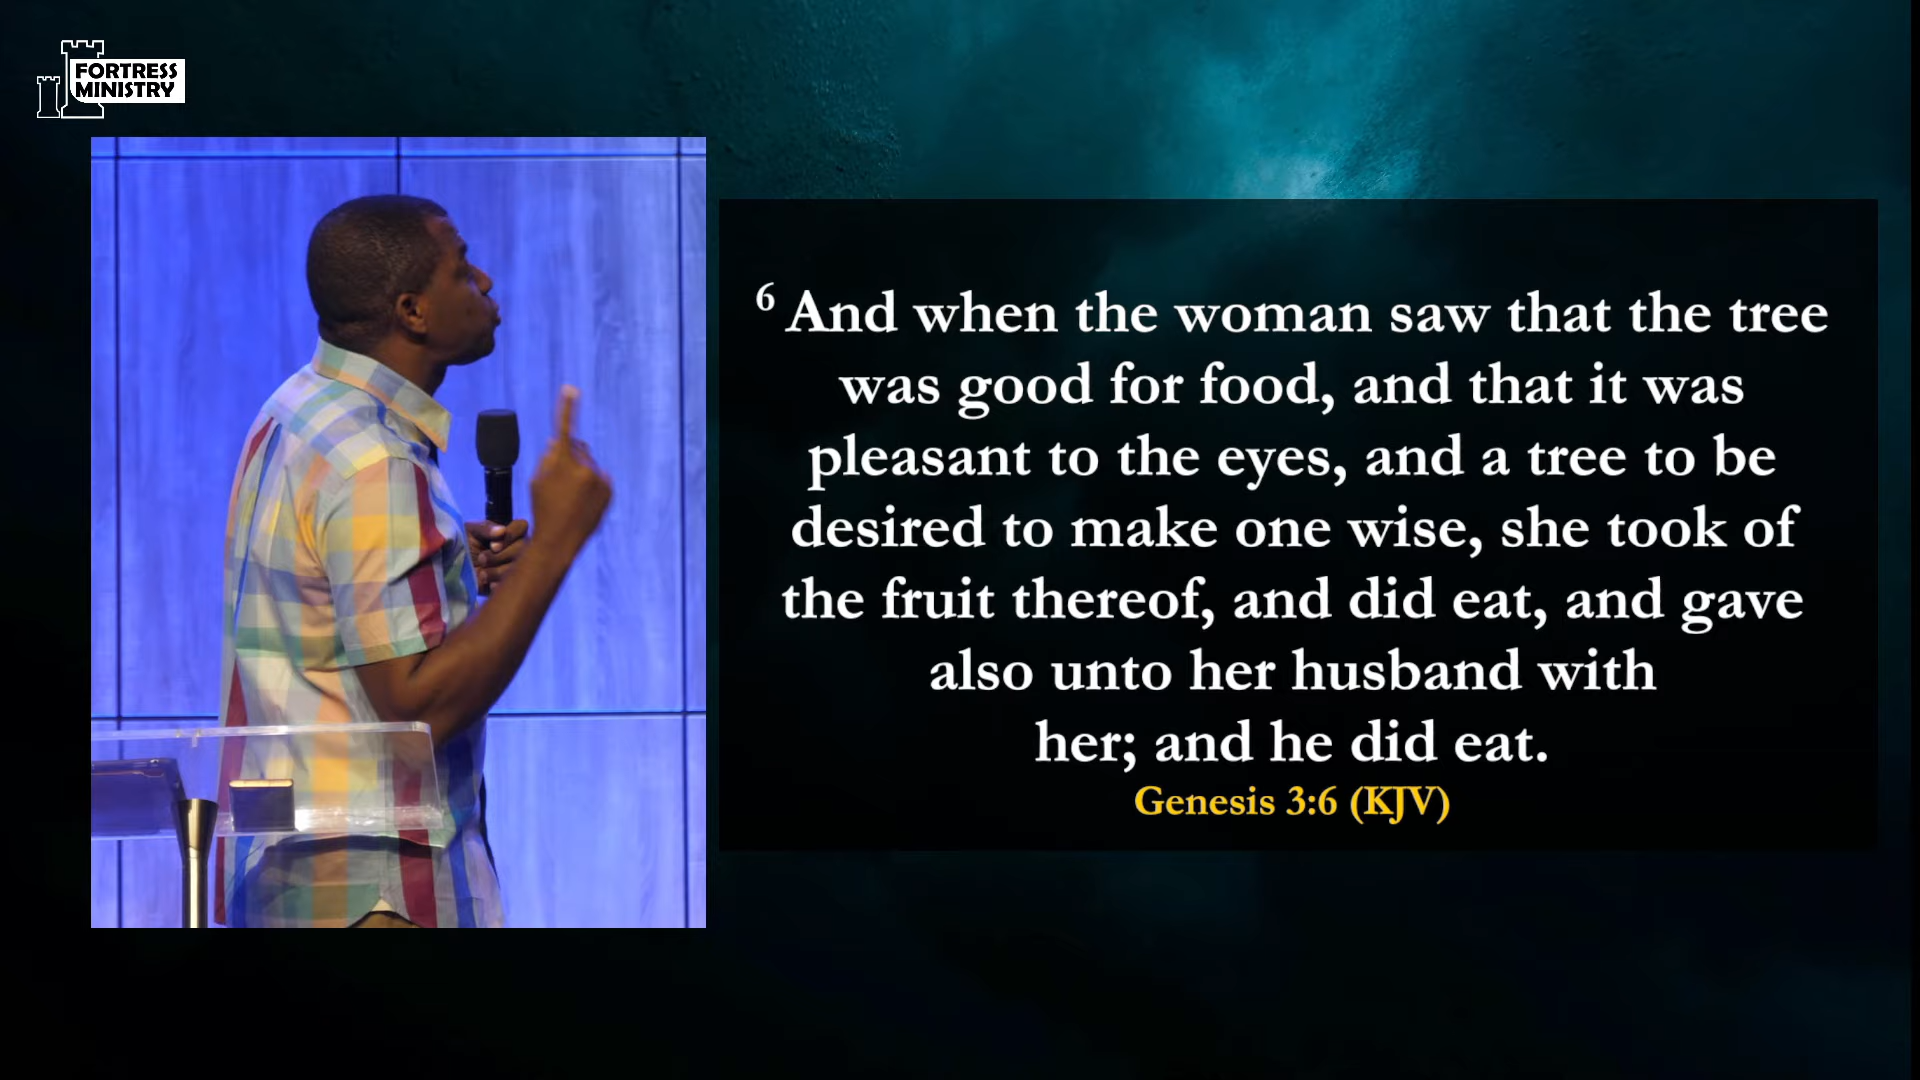 FORTRESS
MINISTRY
6 And when the woman saw that the tree
was good for food, and that it was
pleasant to the eyes, and a tree to be
desired to make one wise, she took of
the fruit thereof, and did eat, and gave
also unto her husband with
her; and he did eat.
Genesis 3:6 (KJV)